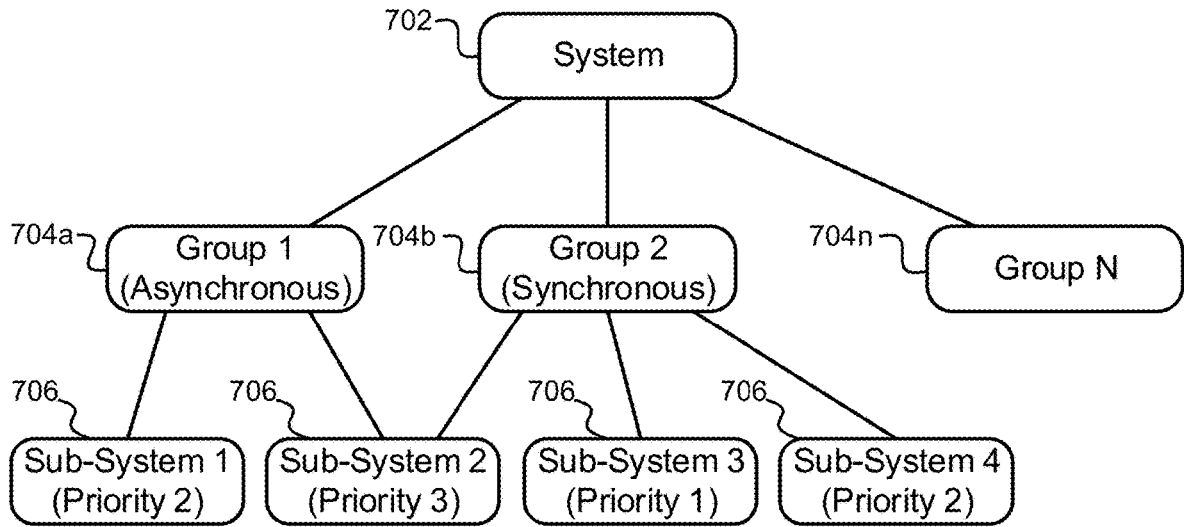 702
System
704a
Group 1
(Asynchronous)
704b
Group 2
(Synchronous)
704n
Group N
706
Sub-System 1
(Priority 2)
706
Sub-System 2
(Priority 3)
706
Sub-System 3
(Priority 1)
706
Sub-System 4
(Priority 2)